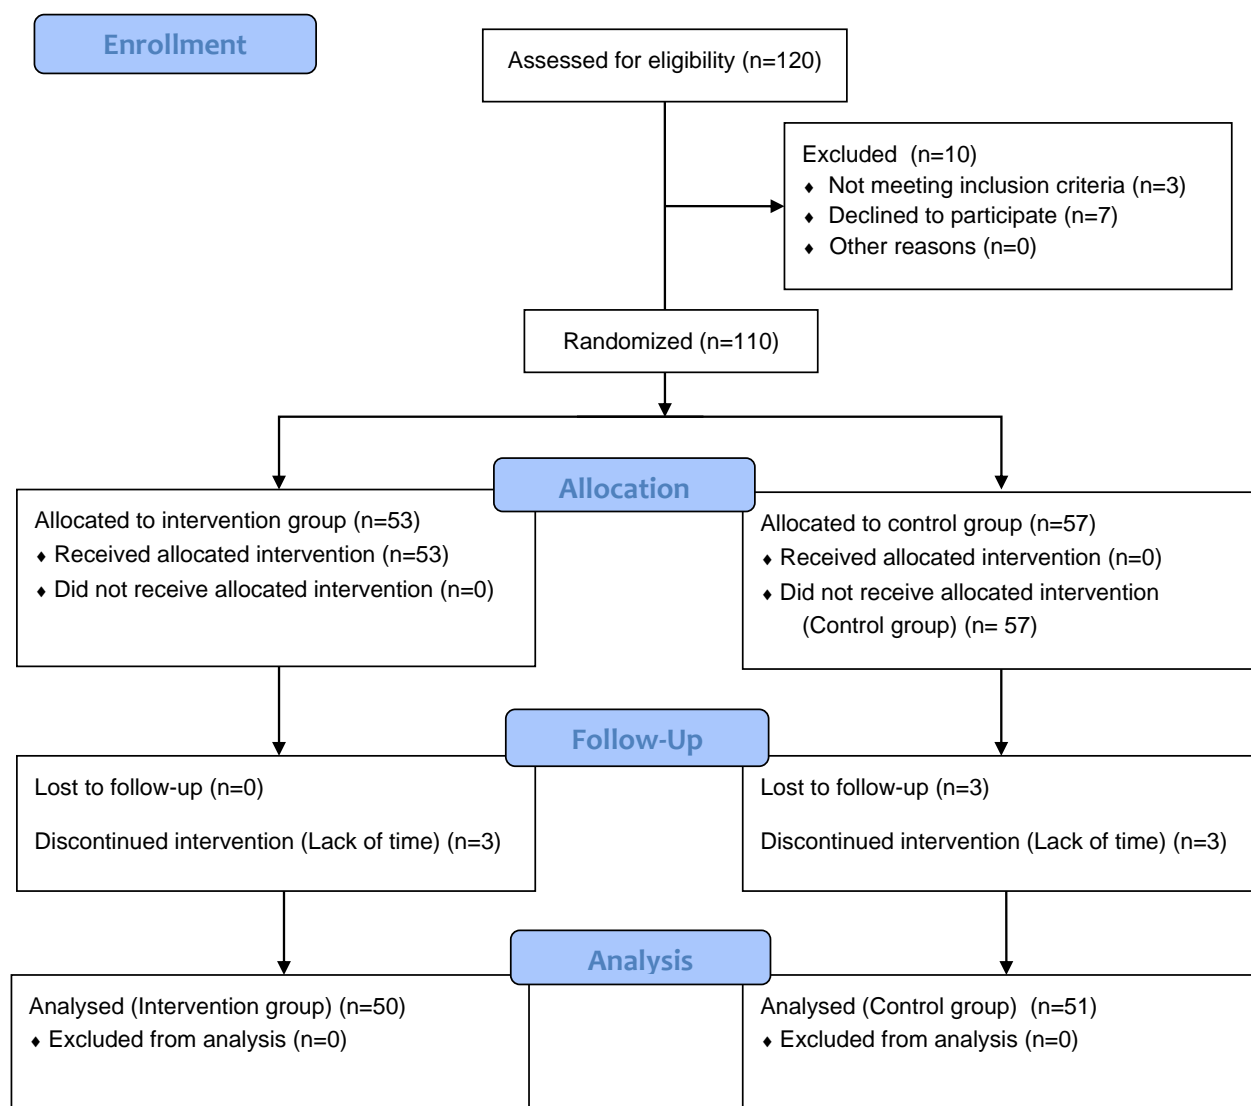 Enrollment
Assessed for eligibility (n=120)
Excluded  (n=10)
♦ Not meeting inclusion criteria (n=3)
♦ Declined to participate (n=7)
♦ Other reasons (n=0)
Randomized (n=110)
Allocation
Allocated to intervention group (n=53)
♦ Received allocated intervention (n=53)
♦ Did not receive allocated intervention (n=0)
Allocated to control group (n=57)
♦ Received allocated intervention (n=0)
♦ Did not receive allocated intervention
(Control group) (n= 57)
Follow-Up
Lost to follow-up (n=0)
Discontinued intervention (Lack of time) (n=3)
Lost to follow-up (n=3)
Discontinued intervention (Lack of time) (n=3)
Analysis
Analysed (Intervention group) (n=50)
♦ Excluded from analysis (n=0)
Analysed (Control group)  (n=51)
♦ Excluded from analysis (n=0)